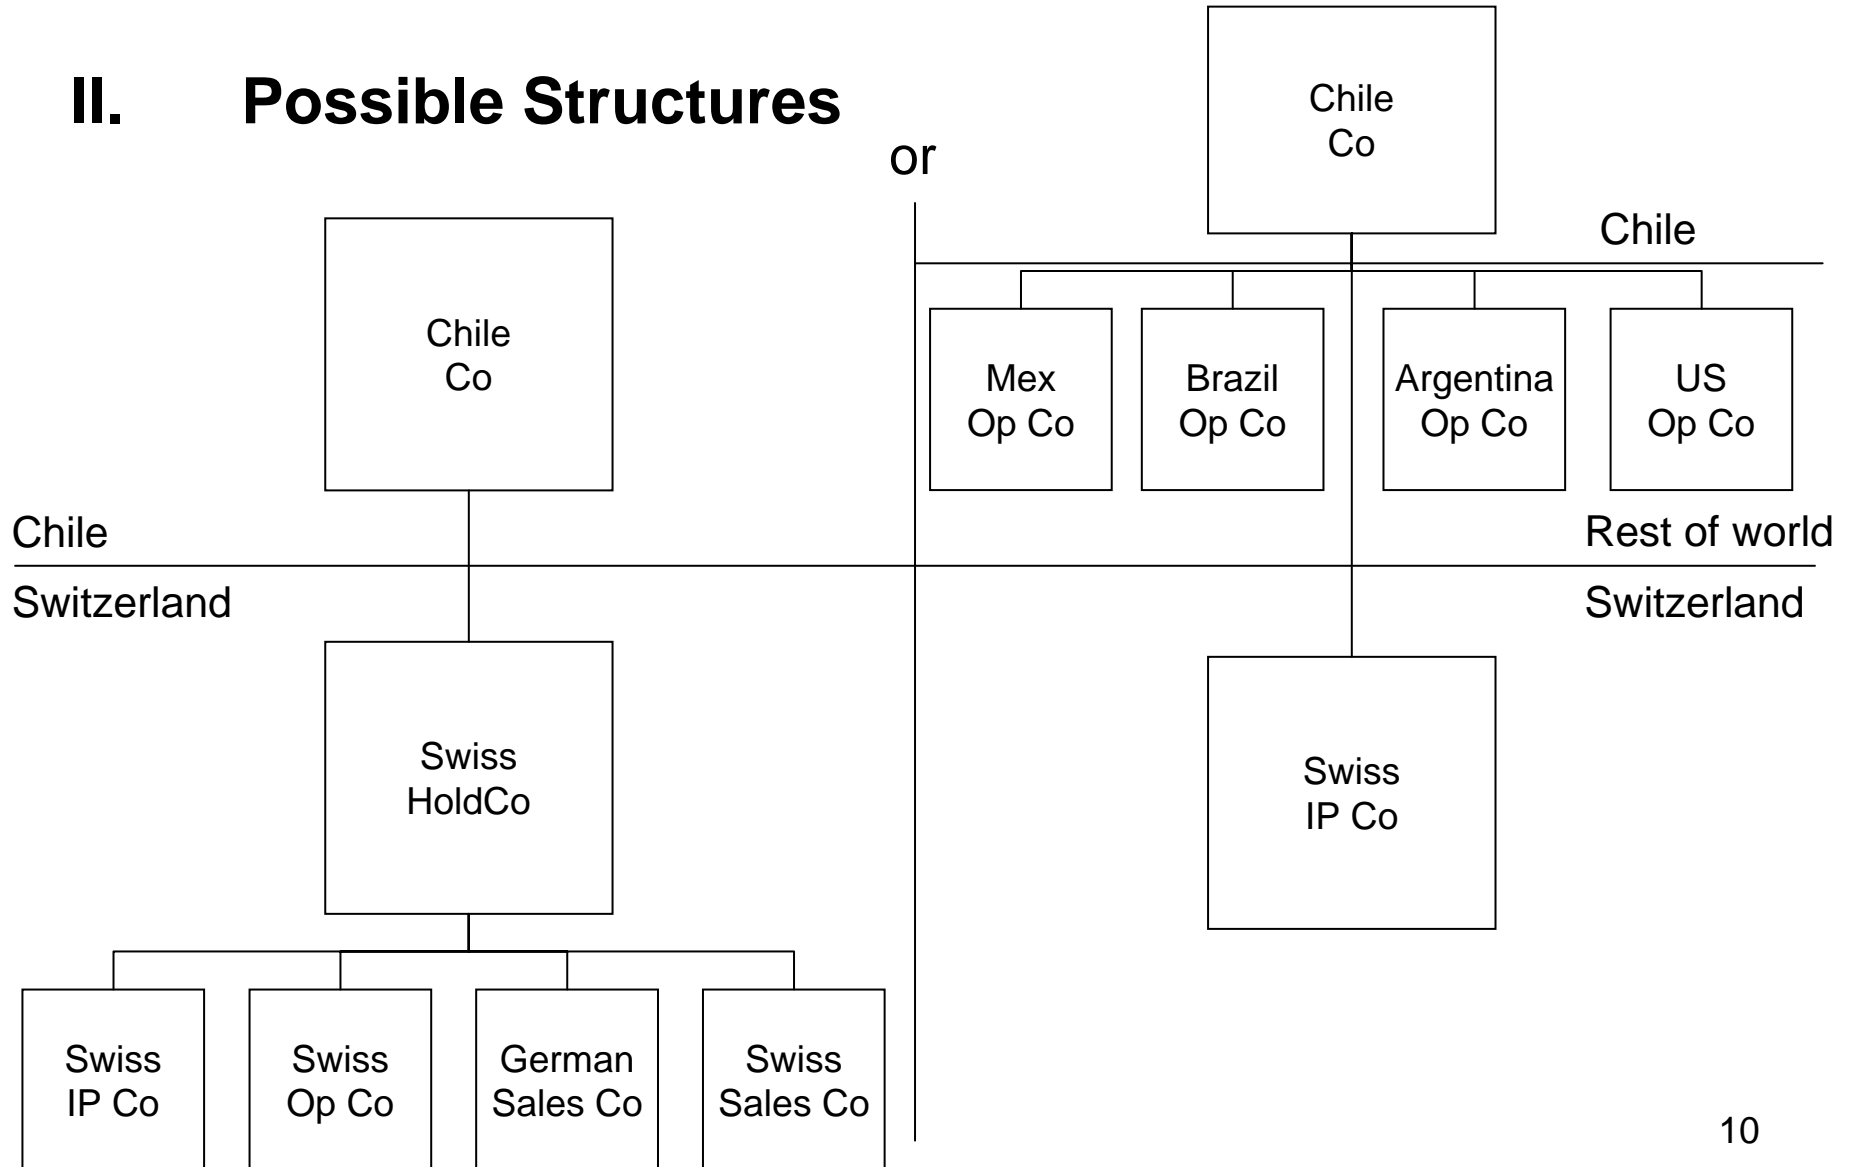 II. Possible Structures
or
Chile
Co
Chile
Switzerland
Swiss
HoldCo
Swiss
IP Co
Swiss
Op Co
German
Sales Co
Swiss
Sales Co
Chile
Co
Chile
Mex
Op Co
Brazil
Op Co
Argentina
Op Co
US
Op Co
Rest of world
Switzerland
Swiss
IP Co
10